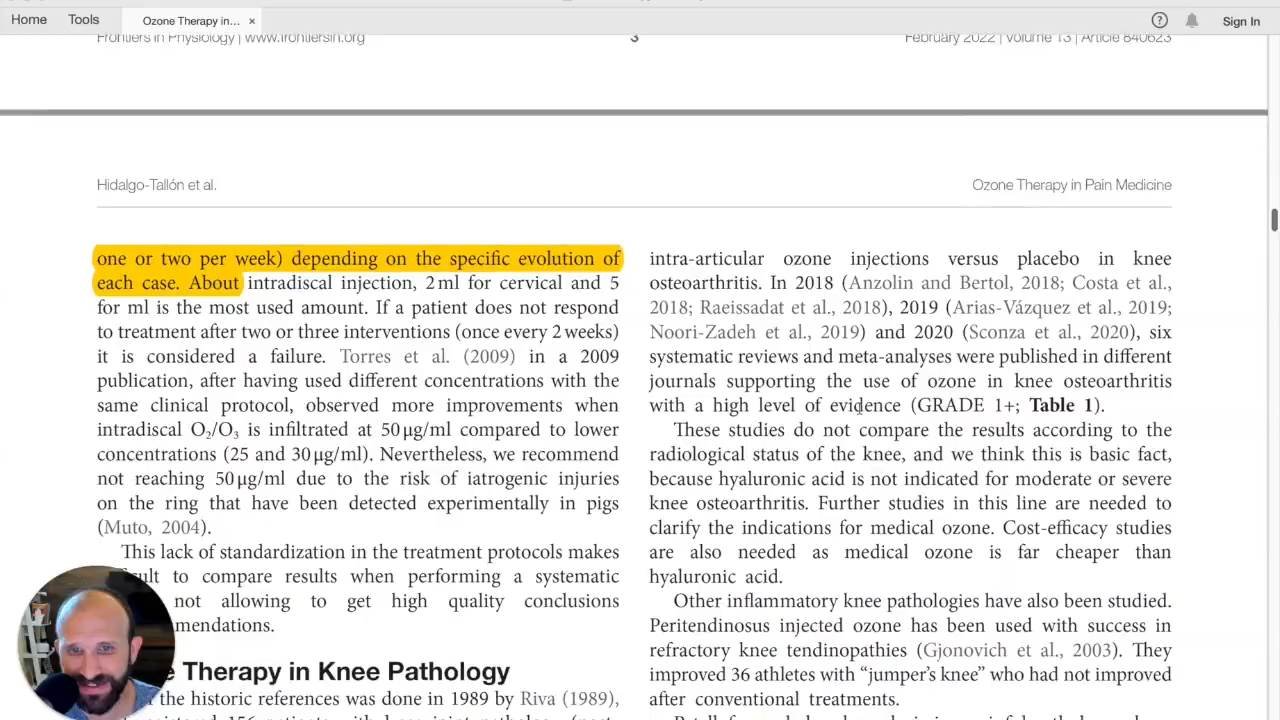 Home Tools Ozone Therapy in... × ? Sign In
Frontiers in Physiology | www.frontiersin.org 3 February 2022 | Volume 13 | Article 840623
Hidalgo-Tallón et al. Ozone Therapy in Pain Medicine
one or two per week) depending on the specific evolution of
each case. About intradiscal injection, 2 ml for cervical and 5
for ml is the most used amount. If a patient does not respond
to treatment after two or three interventions (once every 2 weeks)
it is considered a failure. Torres et al. (2009) in a 2009
publication, after having used different concentrations with the
same clinical protocol, observed more improvements when
intradiscal O₂/O₃ is infiltrated at 50 μg/ml compared to lower
concentrations (25 and 30 μg/ml). Nevertheless, we recommend
not reaching 50 μg/ml due to the risk of iatrogenic injuries
on the ring that have been detected experimentally in pigs
(Muto, 2004).
This lack of standardization in the treatment protocols makes
to compare results when performing a systematic
not allowing to get high quality conclusions
Therapy in Knee Pathology
the historic references was done in 1989 by Riva (1989),
intra-articular ozone injections versus placebo in knee
osteoarthritis. In 2018 (Anzolin and Bertol, 2018; Costa et al.,
2018; Raeissadat et al., 2018), 2019 (Arias-Vázquez et al., 2019;
Noori-Zadeh et al., 2019) and 2020 (Sconza et al., 2020), six
systematic reviews and meta-analyses were published in different
journals supporting the use of ozone in knee osteoarthritis
with a high level of evidence (GRADE 1+; Table 1).
These studies do not compare the results according to the
radiological status of the knee, and we think this is basic fact,
because hyaluronic acid is not indicated for moderate or severe
knee osteoarthritis. Further studies in this line are needed to
clarify the indications for medical ozone. Cost-efficacy studies
are also needed as medical ozone is far cheaper than
hyaluronic acid.
Other inflammatory knee pathologies have also been studied.
Peritendinosus injected ozone has been used with success in
refractory knee tendinopathies (Gjonovich et al., 2003). They
improved 36 athletes with “jumper’s knee” who had not improved
after conventional treatments.